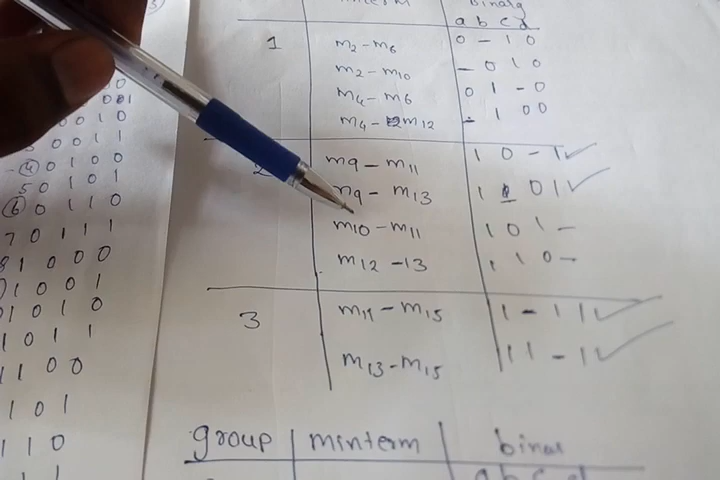 minterm binary
a b c d
1 m2 - m6 0 - 1 0
m2 - m10 - 0 1 0
m4 - m6 0 1 - 0
m4 - m12 - 1 0 0
2 m9 - m11 1 0 - 1 ✓
m9 - m13 1 - 0 1 ✓
m10 - m11 1 0 1 -
m12 - 13 1 1 0 -
3 m11 - m15 1 - 1 1 ✓
m13 - m15 1 1 - 1 ✓
group minterm binar
a b c d
0 0 1 0
0 0 1 1
4 0 1 0 0
5 0 1 0 1
6 0 1 1 0
7 0 1 1 1
8 1 0 0 0
1 0 0 1
1 0 1 0
1 0 1 1
1 1 0 0
1 0 1
1 1 0